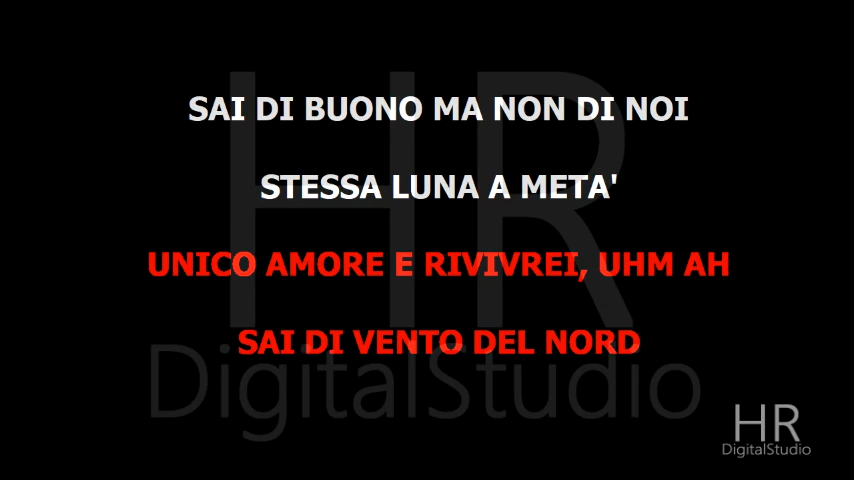 SAI DI BUONO MA NON DI NOI
STESSA LUNA A META'
UNICO AMORE E RIVIVREI, UHM AH
SAI DI VENTO DEL NORD
HR
DigitalStudio
HR
DigitalStudio